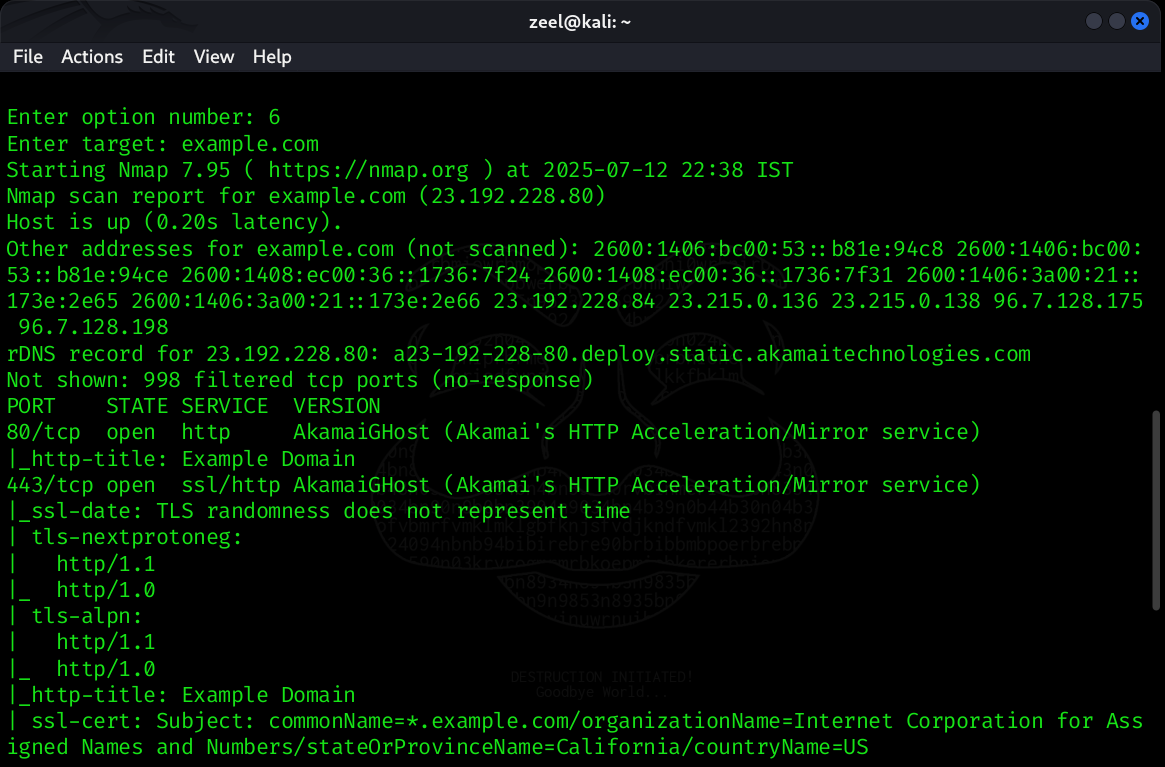 zeel@kali: ~
File Actions Edit View Help
Enter option number: 6
Enter target: example.com
Starting Nmap 7.95 ( https://nmap.org ) at 2025-07-12 22:38 IST
Nmap scan report for example.com (23.192.228.80)
Host is up (0.20s latency).
Other addresses for example.com (not scanned): 2600:1406:bc00:53::b81e:94c8 2600:1406:bc00:
53::b81e:94ce 2600:1408:ec00:36::1736:7f24 2600:1408:ec00:36::1736:7f31 2600:1406:3a00:21::
173e:2e65 2600:1406:3a00:21::173e:2e66 23.192.228.84 23.215.0.136 23.215.0.138 96.7.128.175
 96.7.128.198
rDNS record for 23.192.228.80: a23-192-228-80.deploy.static.akamaitechnologies.com
Not shown: 998 filtered tcp ports (no-response)
PORT    STATE SERVICE  VERSION
80/tcp  open  http     AkamaiGHost (Akamai's HTTP Acceleration/Mirror service)
|_http-title: Example Domain
443/tcp open  ssl/http AkamaiGHost (Akamai's HTTP Acceleration/Mirror service)
|_ssl-date: TLS randomness does not represent time
| tls-nextprotoneg:
|   http/1.1
|_  http/1.0
| tls-alpn:
|   http/1.1
|_  http/1.0
|_http-title: Example Domain
| ssl-cert: Subject: commonName=*.example.com/organizationName=Internet Corporation for Ass
igned Names and Numbers/stateOrProvinceName=California/countryName=US
DESTRUCTION INITIATED!
Goodbye World...